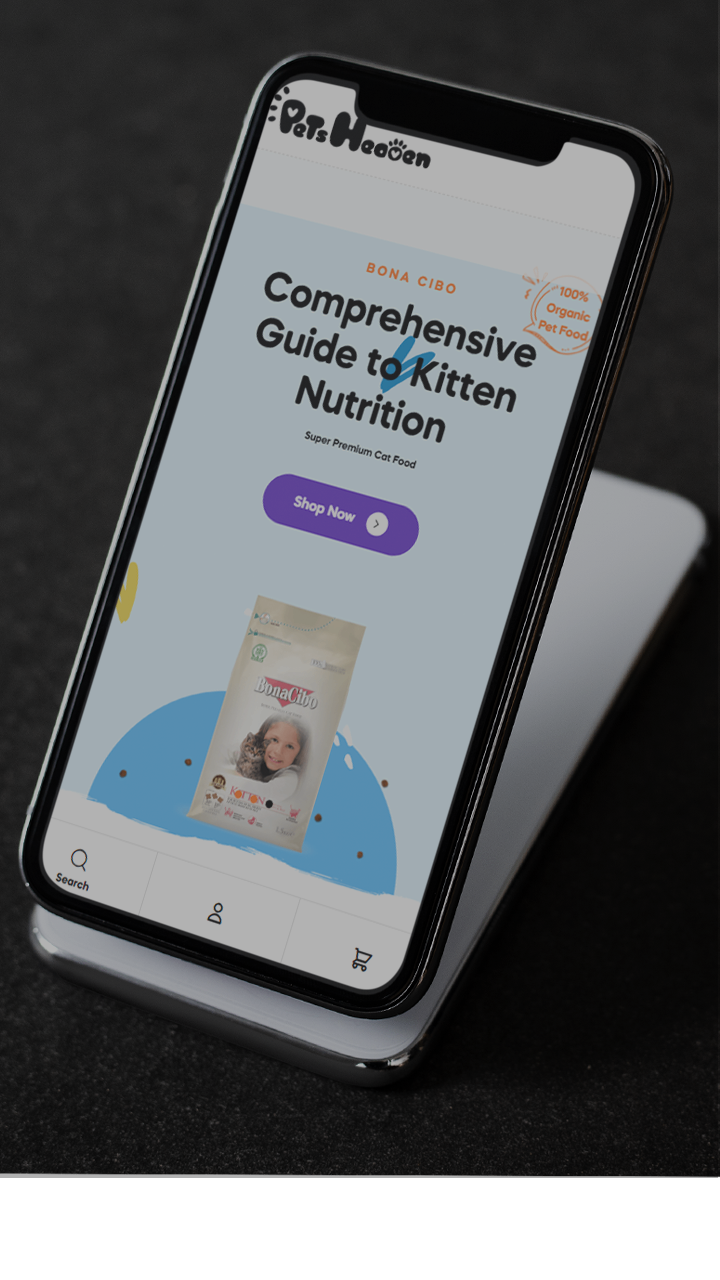 Pets Heaven
BONA CIBO
100%
Organic
Pet Food
Comprehensive
Guide to Kitten
Nutrition
Super Premium Cat Food
Shop Now
BonaCibo
KITTEN
Search